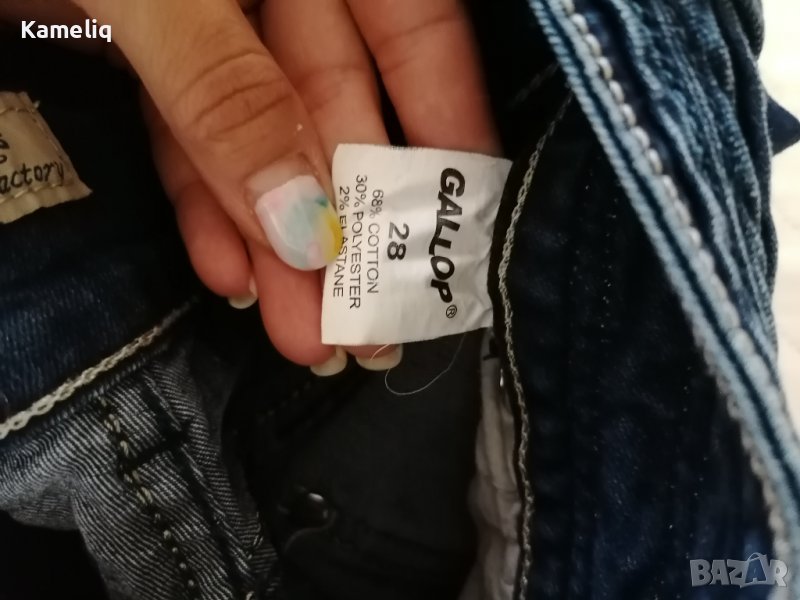 Kameliq
actory
GALLOP®
28
68% COTTON
30% POLYESTER
2% ELASTANE
BAZAR